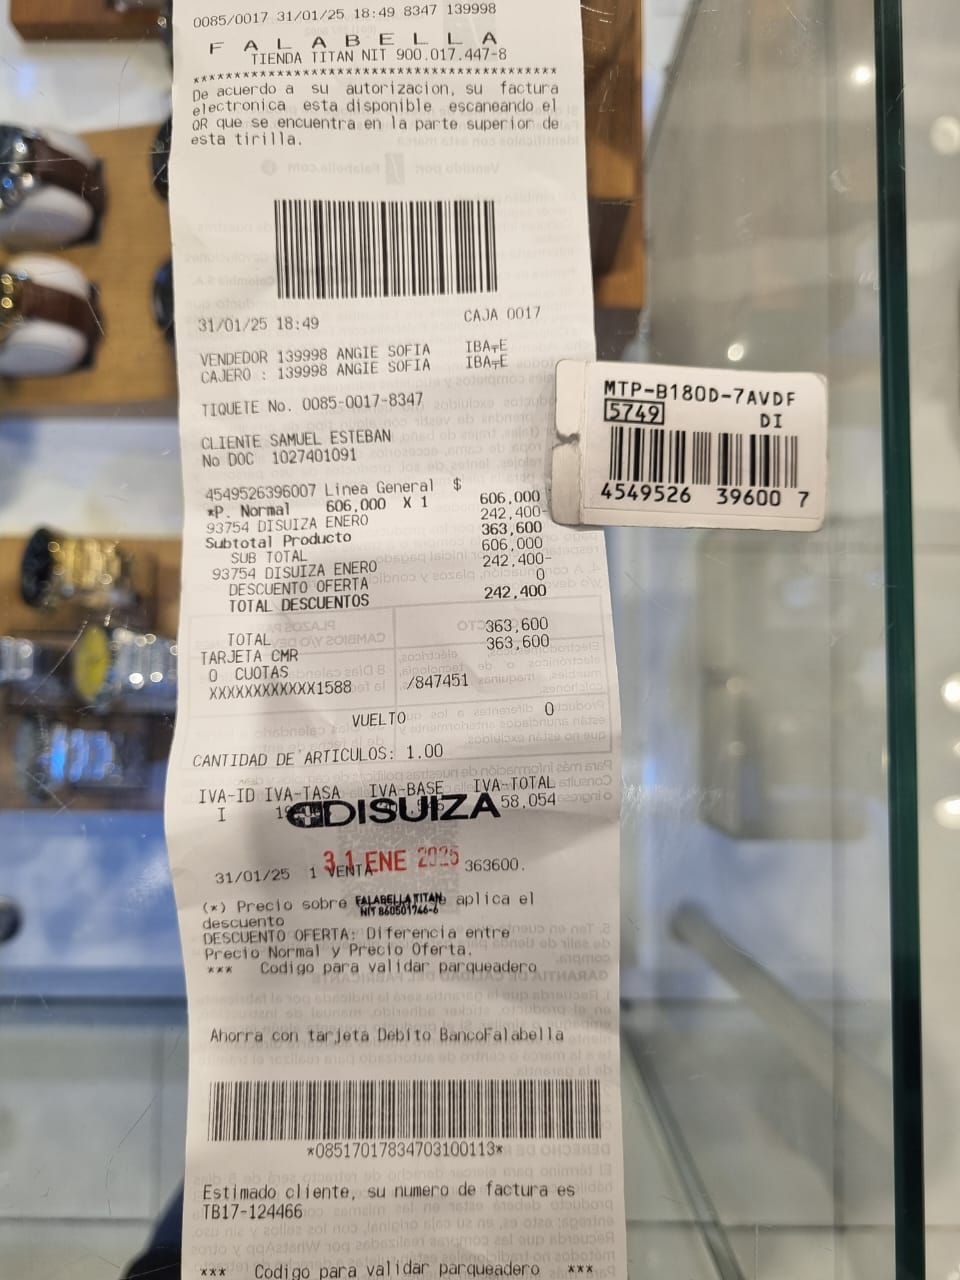 0085/0017 31/01/25 18:49 8347 139998
FALABELLA
TIENDA TITAN NIT 900.017.447-8
******************************************
De acuerdo a su autorizacion, su factura
electronica esta disponible escaneando el
QR que se encuentra en la parte superior de
esta tirilla.
31/01/25 18:49 CAJA 0017
VENDEDOR 139998 ANGIE SOFIA IBA┬E
CAJERO : 139998 ANGIE SOFIA IBA┬E
TIQUETE No. 0085-0017-8347
CLIENTE SAMUEL ESTEBAN
No DOC 1027401091
4549526396007 Linea General $ 606,000
*P. Normal 606,000 X 1
93754 DISUIZA ENERO 242,400-
Subtotal Producto 363,600
SUB TOTAL 606,000
93754 DISUIZA ENERO 242,400-
DESCUENTO OFERTA 0
TOTAL DESCUENTOS 242,400
TOTAL 363,600
TARJETA CMR 363,600
0 CUOTAS
XXXXXXXXXXXX1588 /847451
VUELTO 0
CANTIDAD DE ARTICULOS: 1.00
IVA-ID IVA-TASA IVA-BASE IVA-TOTAL
I 58,054
DISUIZA
31 ENE 2025
31/01/25 1 VENTA 363600.
FALABELLA TITAN
NIT 860501746-6
(*) Precio sobre aplica el
descuento
DESCUENTO OFERTA: Diferencia entre
Precio Normal y Precio Oferta.
*** Codigo para validar parqueadero
Ahorra con tarjeta Debito BancoFalabella
*08517017834703100113*
Estimado cliente, su numero de factura es
TB17-124466
*** Codigo para validar parqueadero ***
MTP-B180D-7AVDF
5749 DI
4549526 39600 7